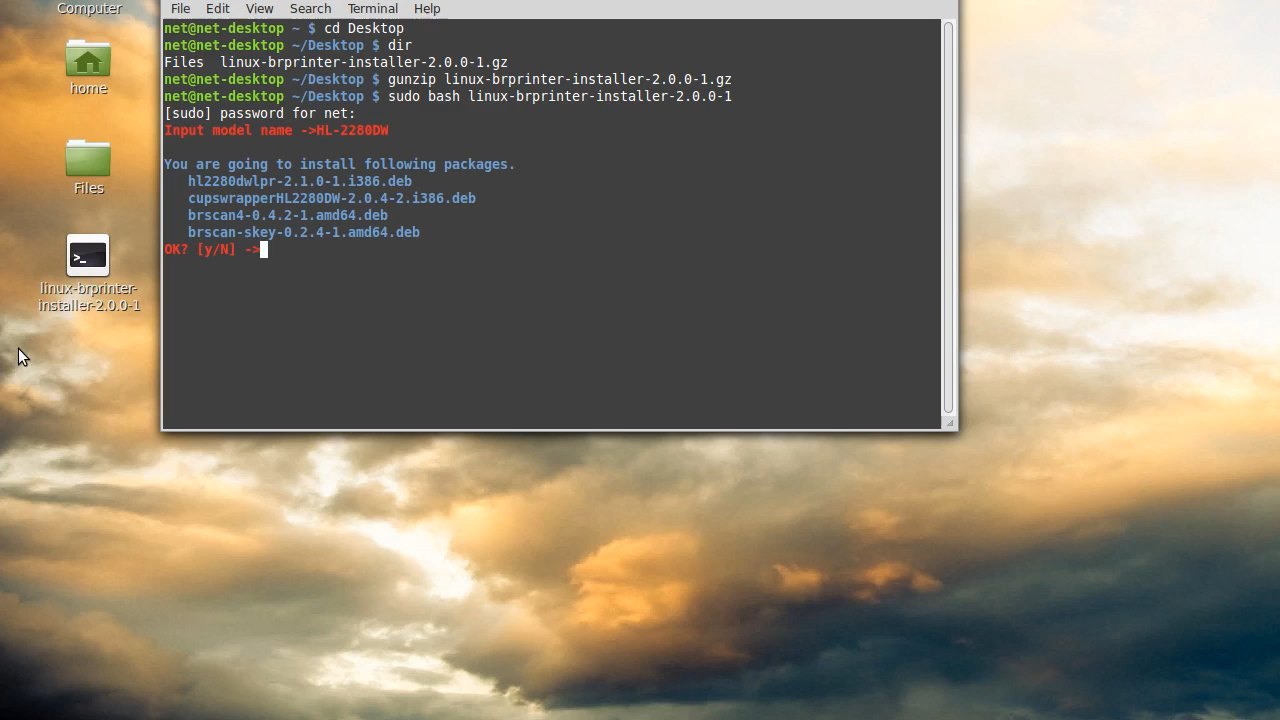 Computer
home
Files
linux-brprinter-
installer-2.0.0-1
File Edit View Search Terminal Help
net@net-desktop ~ $ cd Desktop
net@net-desktop ~/Desktop $ dir
Files  linux-brprinter-installer-2.0.0-1.gz
net@net-desktop ~/Desktop $ gunzip linux-brprinter-installer-2.0.0-1.gz
net@net-desktop ~/Desktop $ sudo bash linux-brprinter-installer-2.0.0-1
[sudo] password for net:
Input model name ->HL-2280DW
You are going to install following packages.
   hl2280dwlpr-2.1.0-1.i386.deb
   cupswrapperHL2280DW-2.0.4-2.i386.deb
   brscan4-0.4.2-1.amd64.deb
   brscan-skey-0.2.4-1.amd64.deb
OK? [y/N] ->